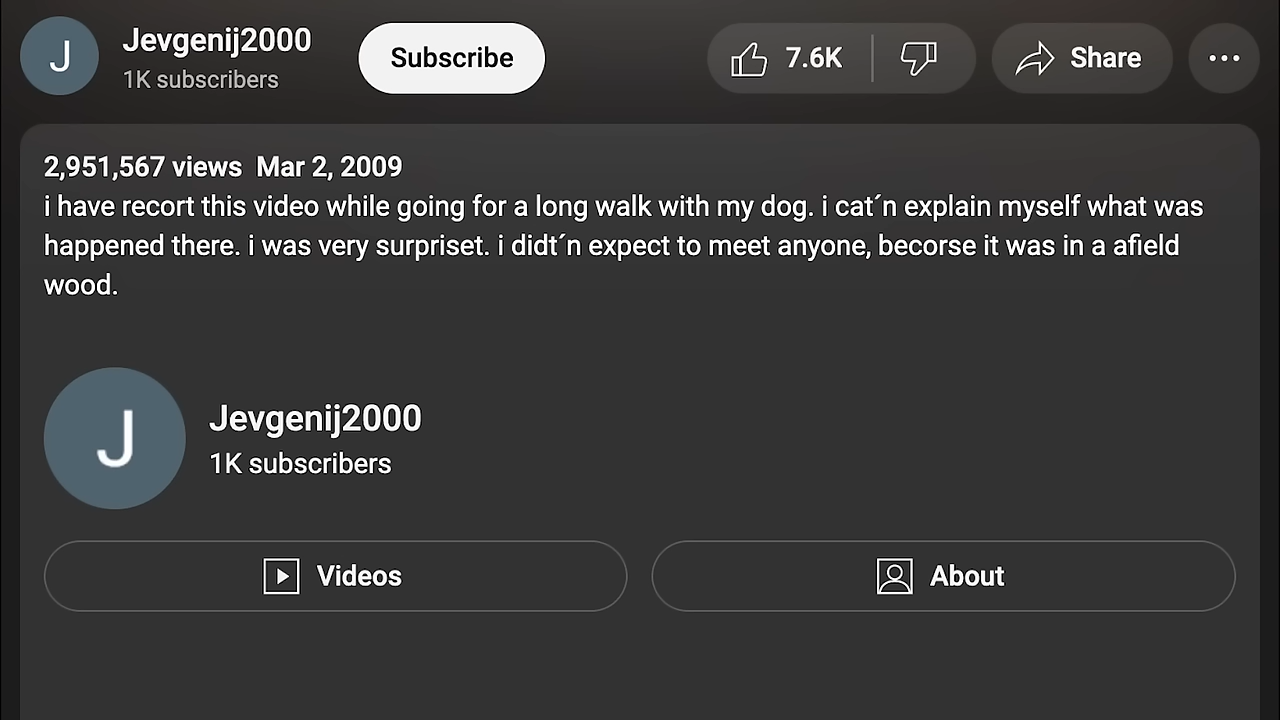 J
Jevgenij2000
1K subscribers
Subscribe
7.6K
Share
2,951,567 views Mar 2, 2009
i have recort this video while going for a long walk with my dog. i cat´n explain myself what was
happened there. i was very surpriset. i didt´n expect to meet anyone, becorse it was in a afield
wood.
J
Jevgenij2000
1K subscribers
Videos
About